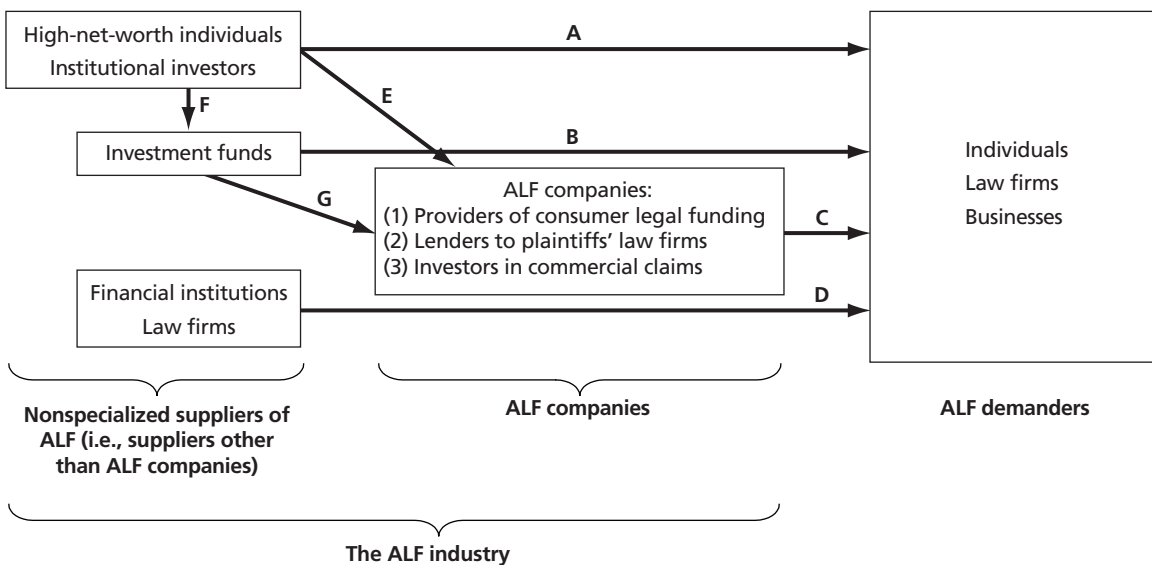 High-net-worth individuals
Institutional investors
A
E
F
Investment funds
B
G
ALF companies:
(1) Providers of consumer legal funding
(2) Lenders to plaintiffs’ law firms
(3) Investors in commercial claims
C
Individuals
Law firms
Businesses
Financial institutions
Law firms
D
Nonspecialized suppliers of
ALF (i.e., suppliers other
than ALF companies)
ALF companies
ALF demanders
The ALF industry